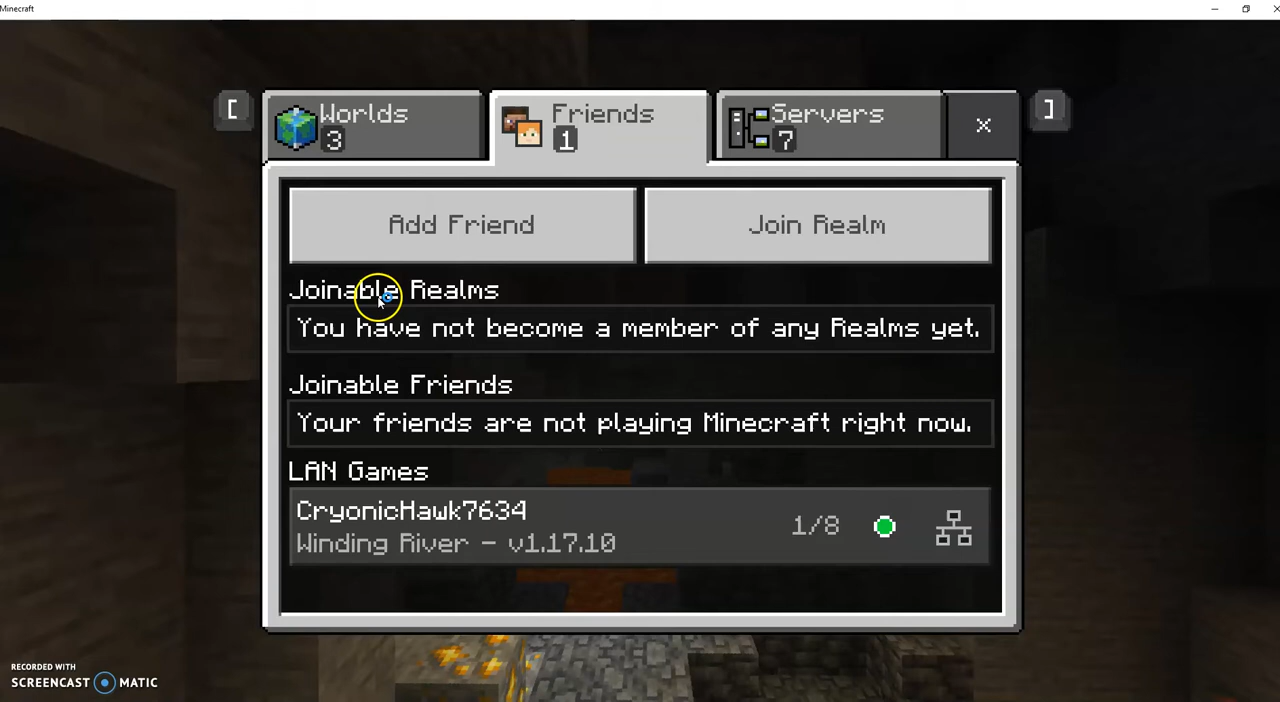 Minecraft
[
Worlds
3
Friends
1
Servers
7
]
Add Friend
Join Realm
Joinable Realms
You have not become a member of any Realms yet.
Joinable Friends
Your friends are not playing Minecraft right now.
LAN Games
CryonicHawk7634
1/8
Winding River - v1.17.10
RECORDED WITH
SCREENCAST MATIC